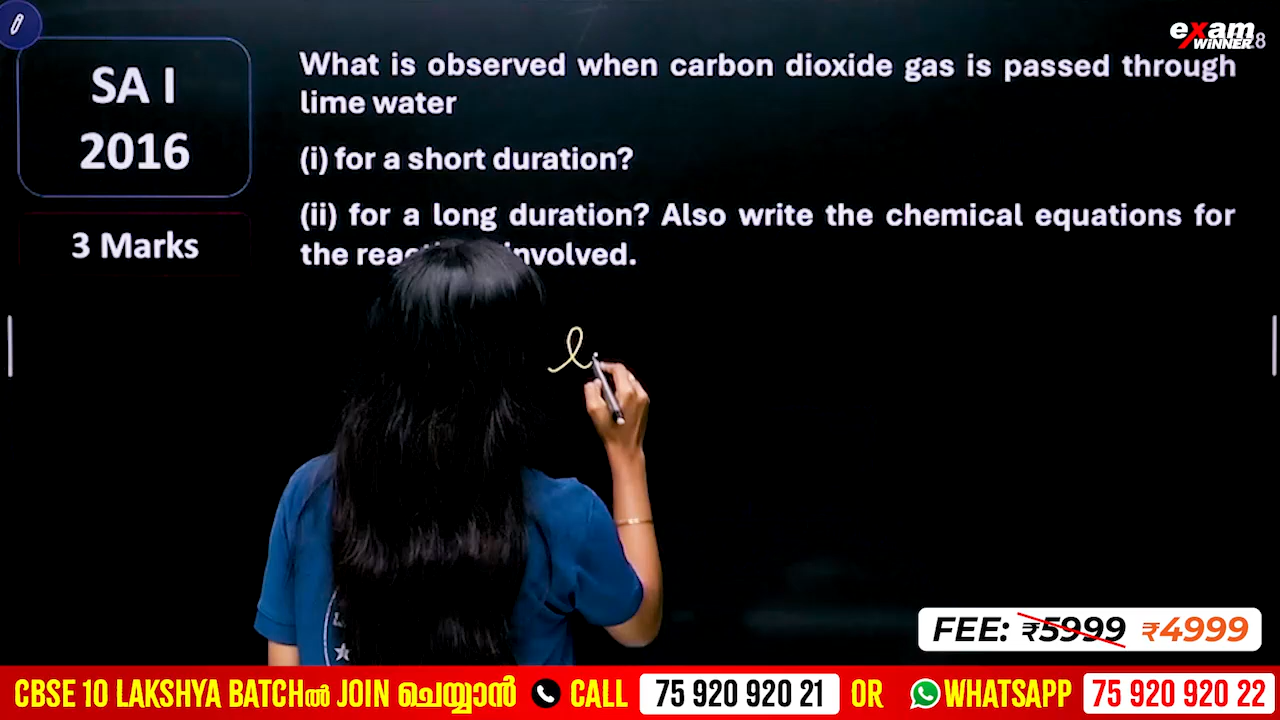 exam
WINNER
28
SA I
2016
3 Marks
What is observed when carbon dioxide gas is passed through
lime water
(i) for a short duration?
(ii) for a long duration? Also write the chemical equations for
the involved.
l
FEE: ₹5999 ₹4999
CBSE 10 LAKSHYA BATCHൽ JOIN ചെയ്യാൻ CALL 75 920 920 21 OR WHATSAPP 75 920 920 22